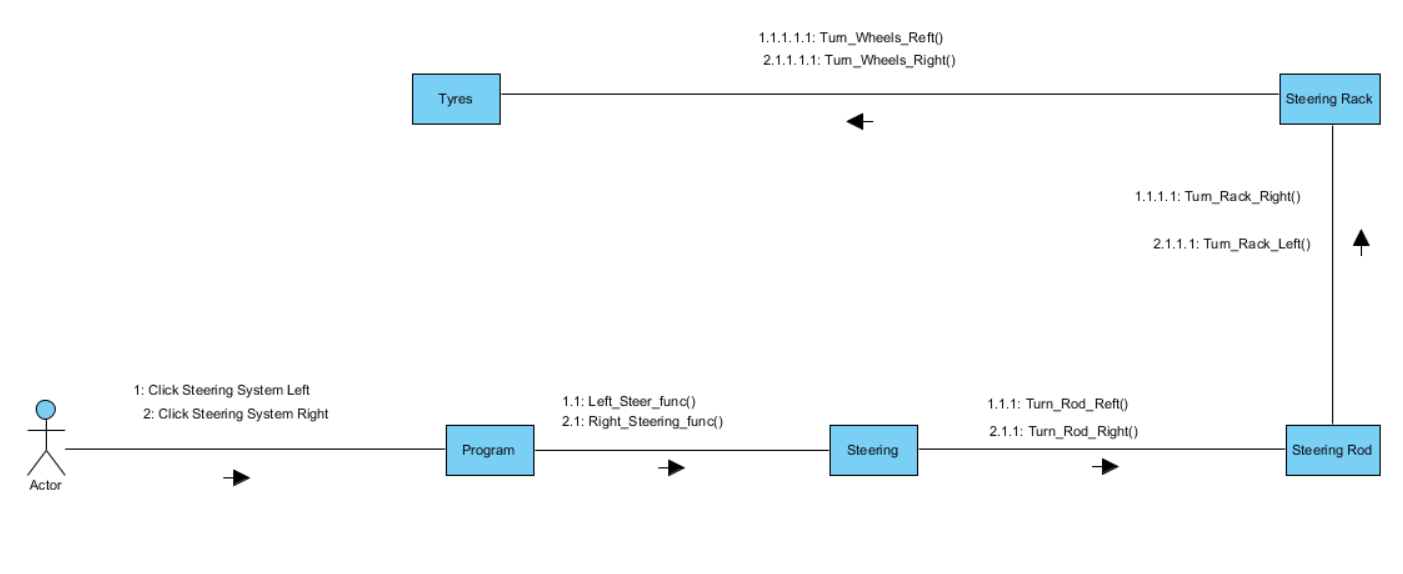 1.1.1.1.1: Turn_Wheels_Reft()
2.1.1.1.1: Turn_Wheels_Right()
Tyres
Steering Rack
1.1.1.1: Turn_Rack_Right()
2.1.1.1: Turn_Rack_Left()
1: Click Steering System Left
2: Click Steering System Right
1.1: Left_Steer_func()
2.1: Right_Steering_func()
1.1.1: Turn_Rod_Reft()
2.1.1: Turn_Rod_Right()
Program
Steering
Steering Rod
Actor